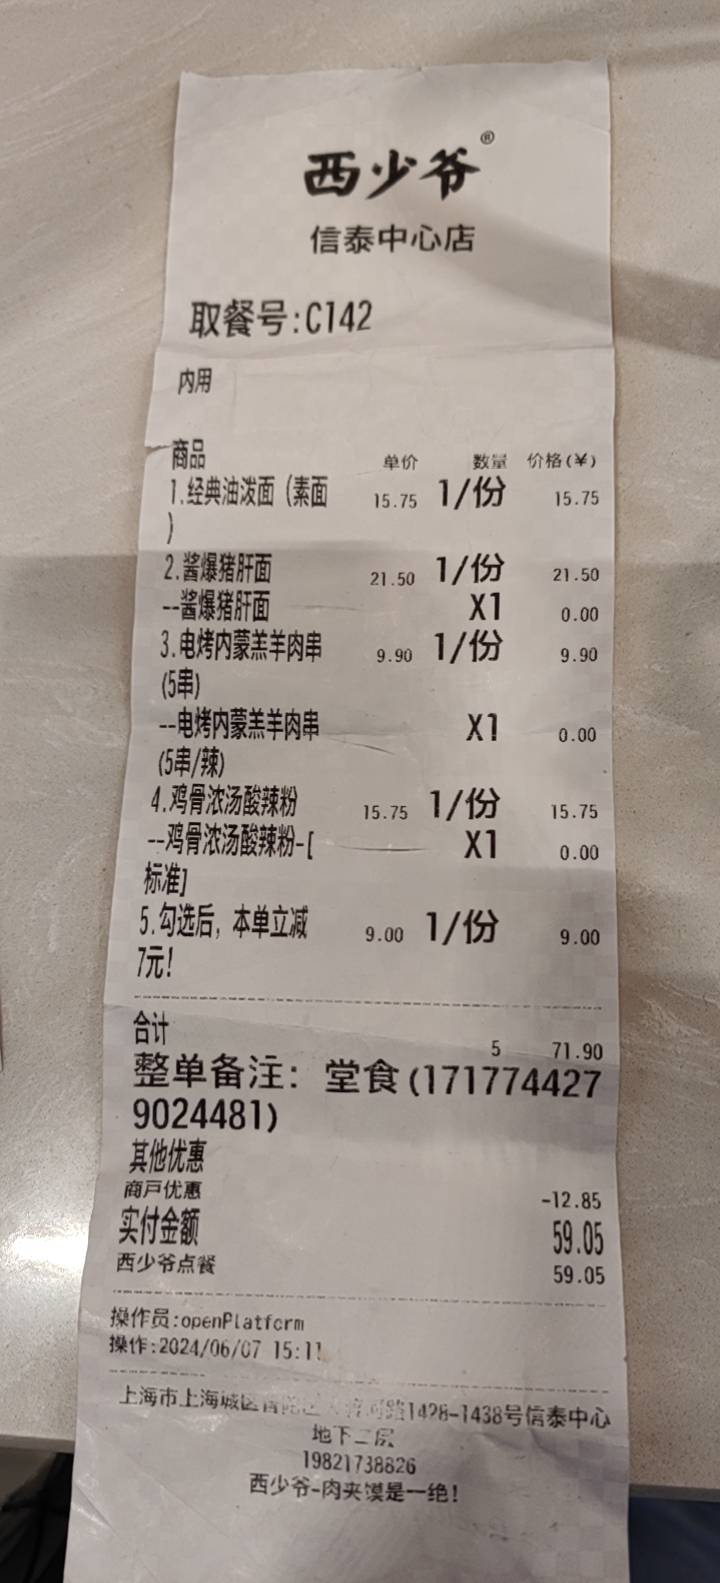 西少爷®
信泰中心店
取餐号:C142
内用
商品 单价 数量 价格(¥)
1.经典油泼面（素面 15.75 1/份 15.75
）
2.酱爆猪肝面 21.50 1/份 21.50
--酱爆猪肝面 X1 0.00
3.电烤内蒙羔羊肉串 9.90 1/份 9.90
(5串)
--电烤内蒙羔羊肉串 X1 0.00
(5串/辣)
4.鸡骨浓汤酸辣粉 15.75 1/份 15.75
--鸡骨浓汤酸辣粉-[ X1 0.00
标准]
5.勾选后，本单立减 9.00 1/份 9.00
7元!
合计 5 71.90
整单备注: 堂食(171774427
9024481)
其他优惠
商户优惠 -12.85
实付金额 59.05
西少爷点餐 59.05
操作员:openPlatform
操作:2024/06/07 15:11
上海市上海城区 路1428-1438号信泰中心
地下二层
19821738826
西少爷-肉夹馍是一绝!